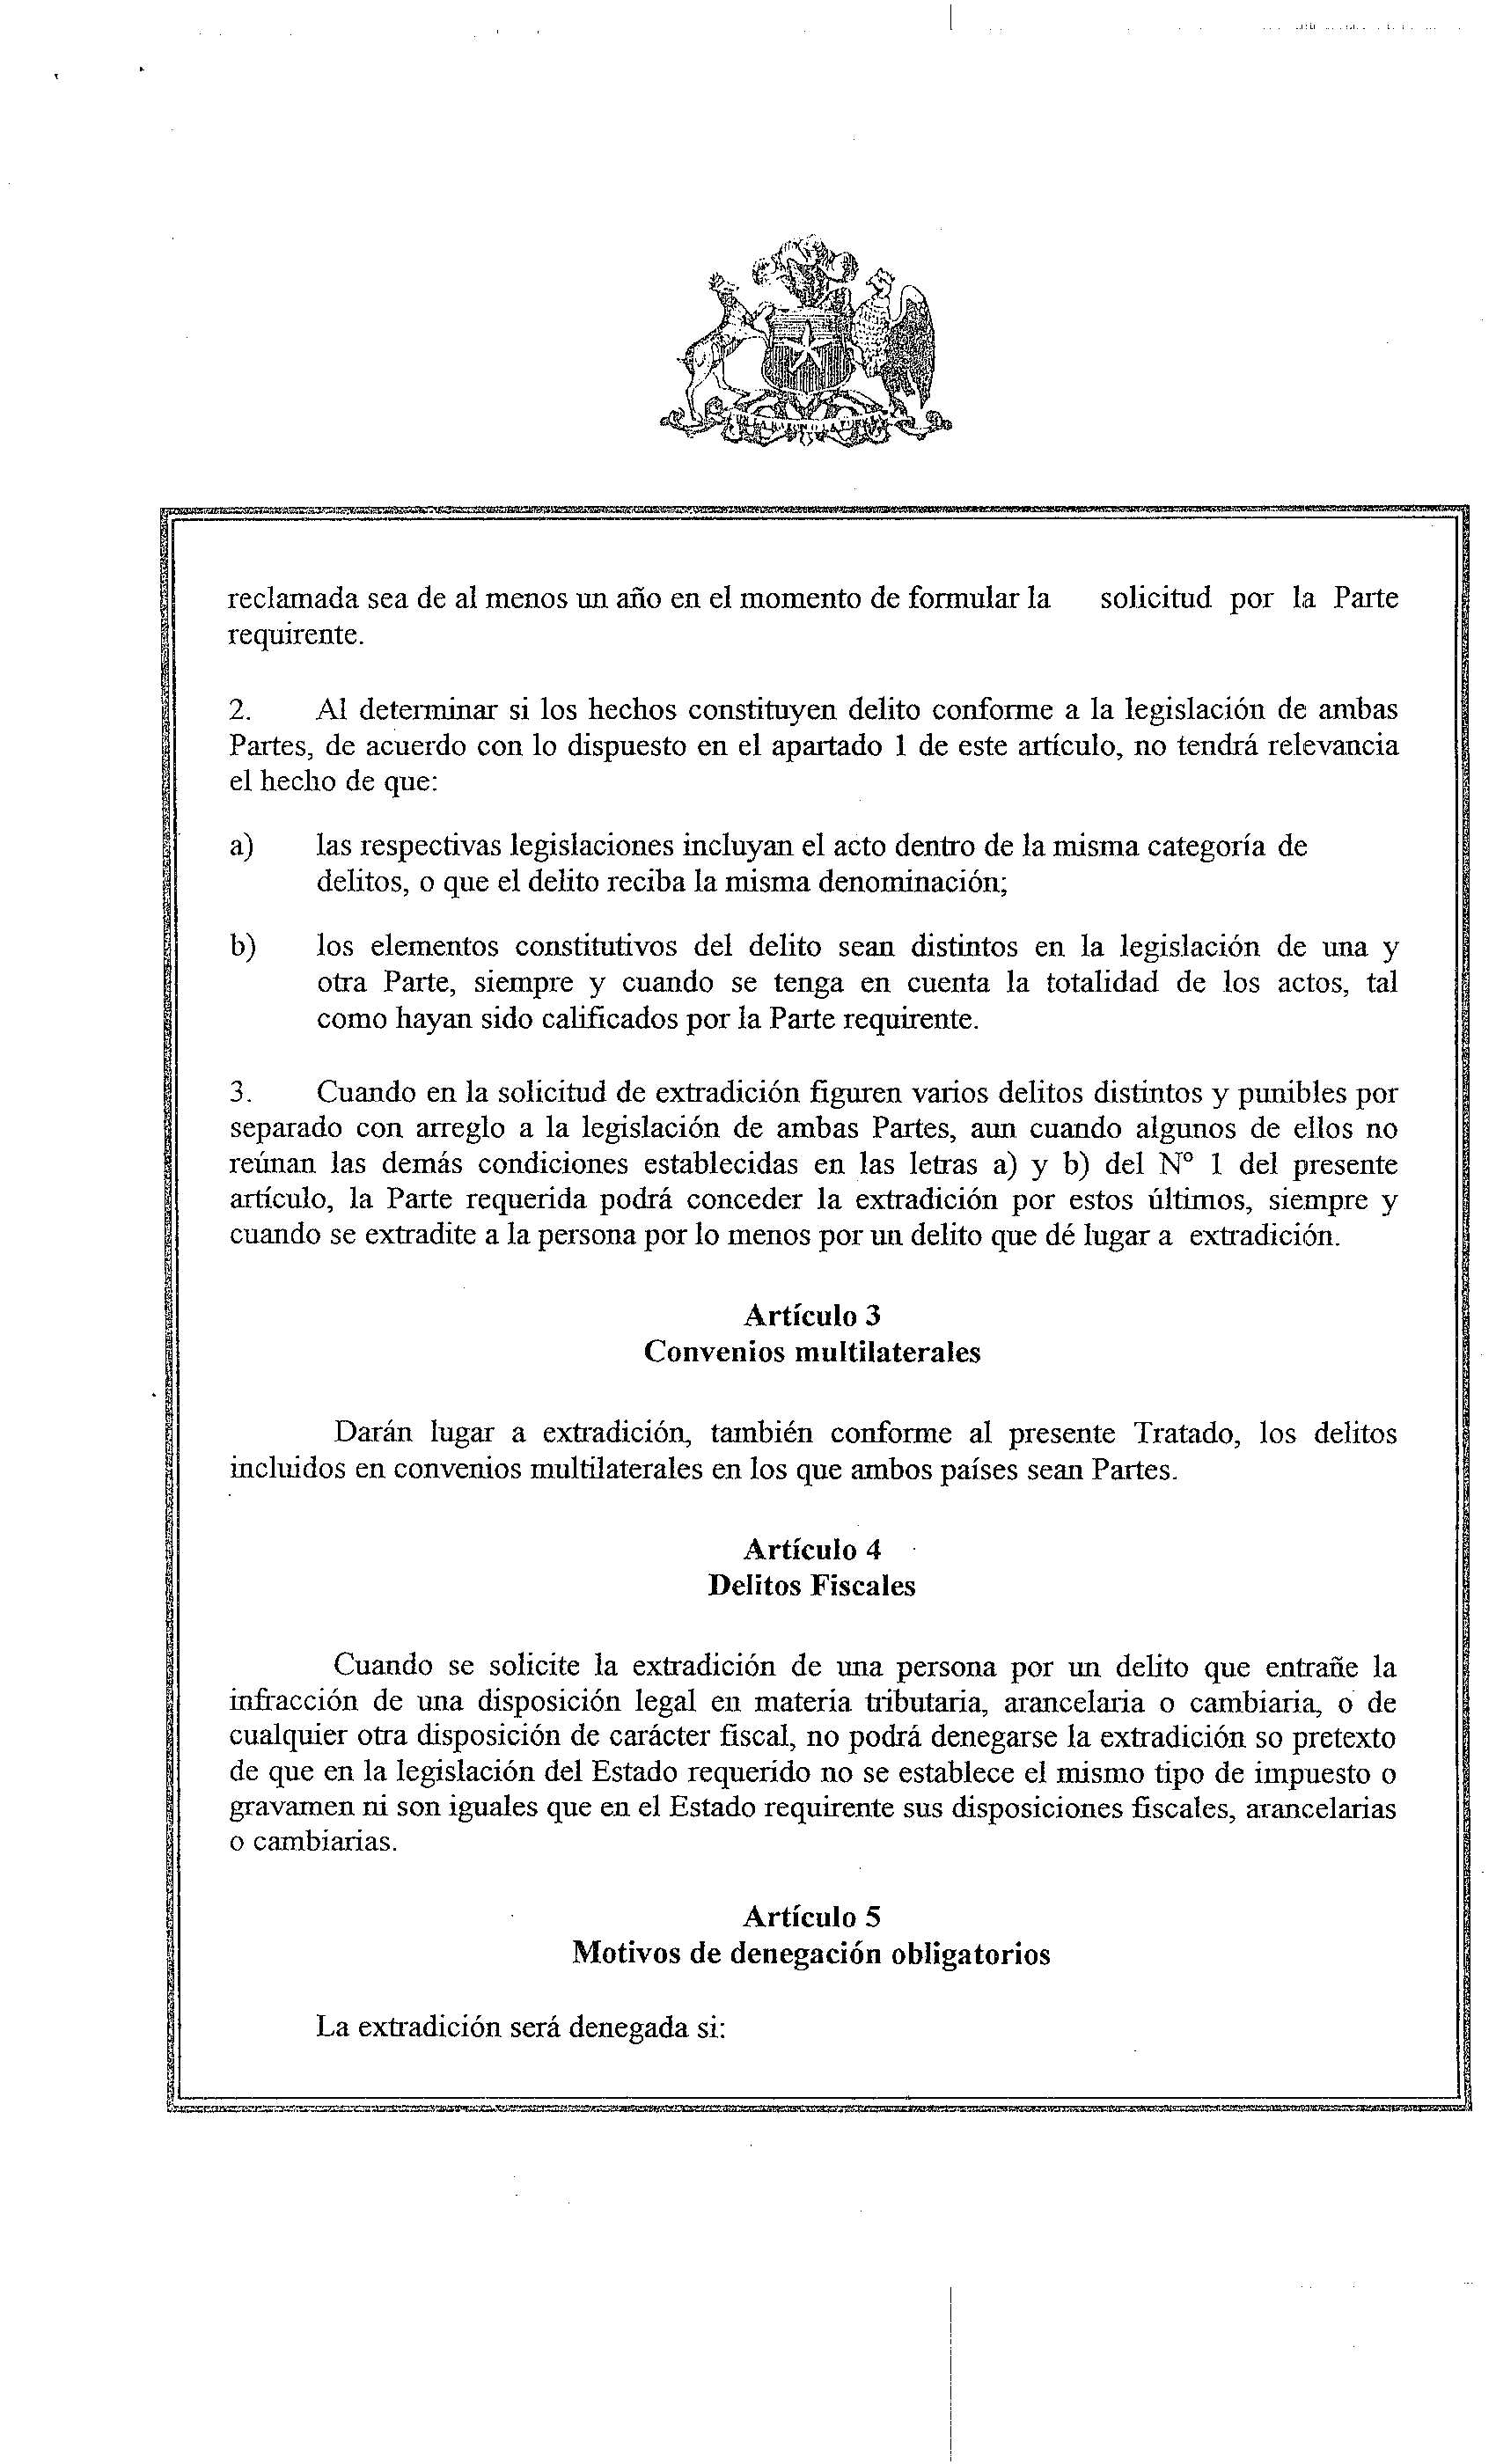 reclamada sea de al menos un año en el momento de formular la solicitud por la Parte
requirente.
2. Al determinar si los hechos constituyen delito conforme a la legislación de ambas
Partes, de acuerdo con lo dispuesto en el apartado 1 de este artículo, no tendrá relevancia
el hecho de que:
a) las respectivas legislaciones incluyan el acto dentro de la misma categoría de
delitos, o que el delito reciba la misma denominación;
b) los elementos constitutivos del delito sean distintos en la legislación de una y
otra Parte, siempre y cuando se tenga en cuenta la totalidad de los actos, tal
como hayan sido calificados por la Parte requirente.
3. Cuando en la solicitud de extradición figuren varios delitos distintos y punibles por
separado con arreglo a la legislación de ambas Partes, aun cuando algunos de ellos no
reúnan las demás condiciones establecidas en las letras a) y b) del N° 1 del presente
artículo, la Parte requerida podrá conceder la extradición por estos últimos, siempre y
cuando se extradite a la persona por lo menos por un delito que dé lugar a extradición.
Artículo 3
Convenios multilaterales
Darán lugar a extradición, también conforme al presente Tratado, los delitos
incluidos en convenios multilaterales en los que ambos países sean Partes.
Artículo 4
Delitos Fiscales
Cuando se solicite la extradición de una persona por un delito que entrañe la
infracción de una disposición legal en materia tributaria, arancelaria o cambiaria, o de
cualquier otra disposición de carácter fiscal, no podrá denegarse la extradición so pretexto
de que en la legislación del Estado requerido no se establece el mismo tipo de impuesto o
gravamen ni son iguales que en el Estado requirente sus disposiciones fiscales, arancelarias
o cambiarias.
Artículo 5
Motivos de denegación obligatorios
La extradición será denegada si: